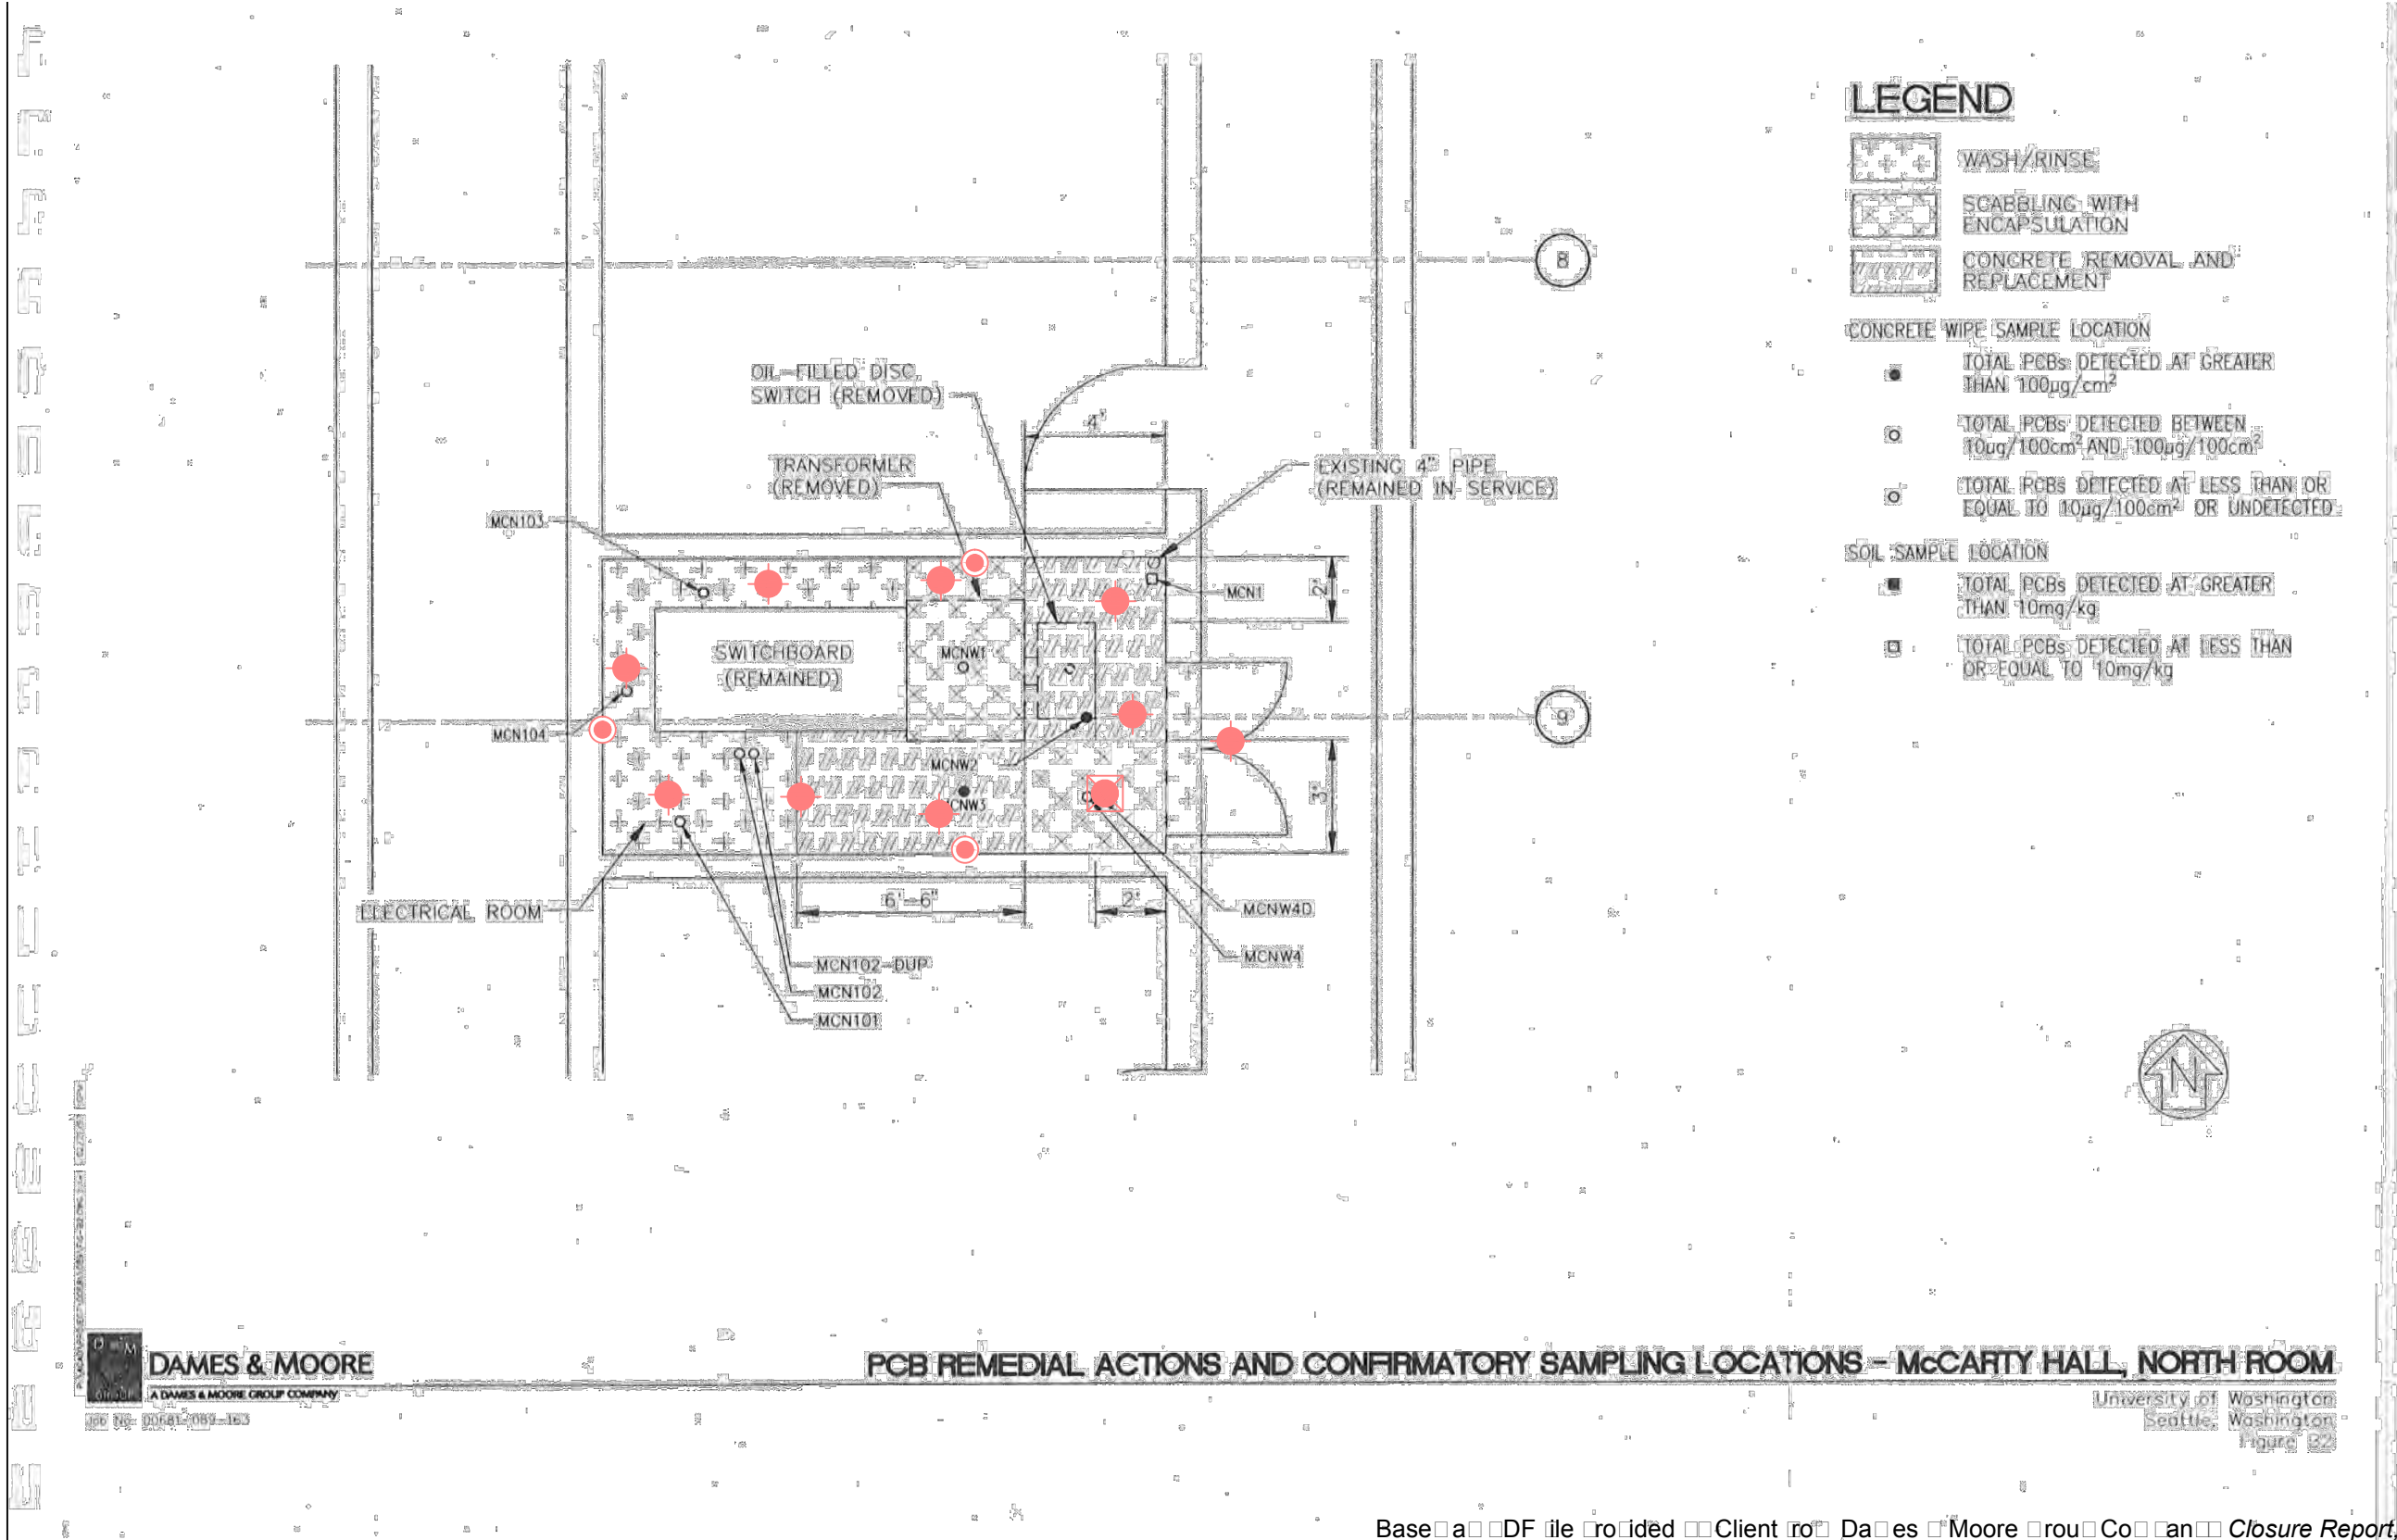 LEGEND
WASH/RINSE
SCABBLING WITH
ENCAPSULATION
CONCRETE REMOVAL AND
REPLACEMENT
CONCRETE WIPE SAMPLE LOCATION
TOTAL PCBs DETECTED AT GREATER
THAN 100µg/cm²
TOTAL PCBs DETECTED BETWEEN
10µg/100cm² AND 100µg/100cm²
TOTAL PCBs DETECTED AT LESS THAN OR
EQUAL TO 10µg/100cm² OR UNDETECTED
SOIL SAMPLE LOCATION
TOTAL PCBs DETECTED AT GREATER
THAN 10mg/kg
TOTAL PCBs DETECTED AT LESS THAN
OR EQUAL TO 10mg/kg
8
OIL-FILLED DISC
SWITCH (REMOVED)
4'
TRANSFORMER
(REMOVED)
EXISTING 4" PIPE
(REMAINED IN SERVICE)
MCN103
MCN1
2'
SWITCHBOARD
(REMAINED)
MCNW1
9
MCN104
MCNW2
MCNW3
3'
ELECTRICAL ROOM
6'-6"
2'
MCNW4D
MCNW4
MCN102-DUP
MCN102
MCN101
N
DAMES & MOORE
A DAMES & MOORE GROUP COMPANY
Job No. 00681-089-163
PCB REMEDIAL ACTIONS AND CONFIRMATORY SAMPLING LOCATIONS - McCARTY HALL, NORTH ROOM
University of Washington
Seattle, Washington
Figure B2
Closure Report